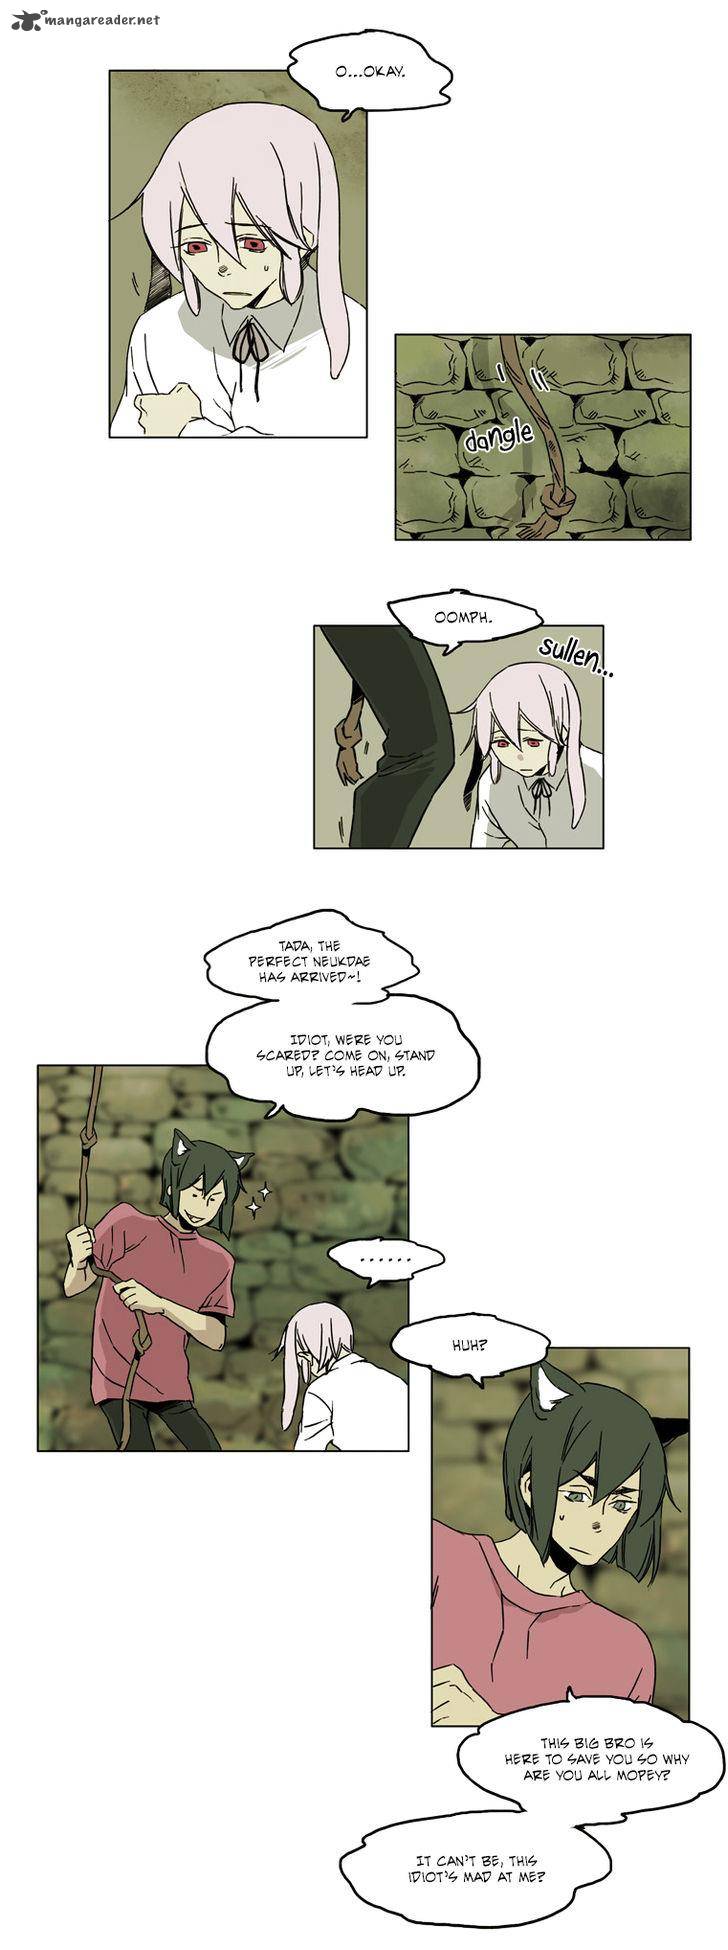 mangareader.net
O...OKAY.
dangle
OOMPH.
sullen...
TADA, THE
PERFECT NEUKDAE
HAS ARRIVED~!
IDIOT, WERE YOU
SCARED? COME ON, STAND
UP, LET'S HEAD UP.
.......
HUH?
THIS BIG BRO IS
HERE TO SAVE YOU SO WHY
ARE YOU ALL MOPEY?
IT CAN'T BE, THIS
IDIOT'S MAD AT ME?